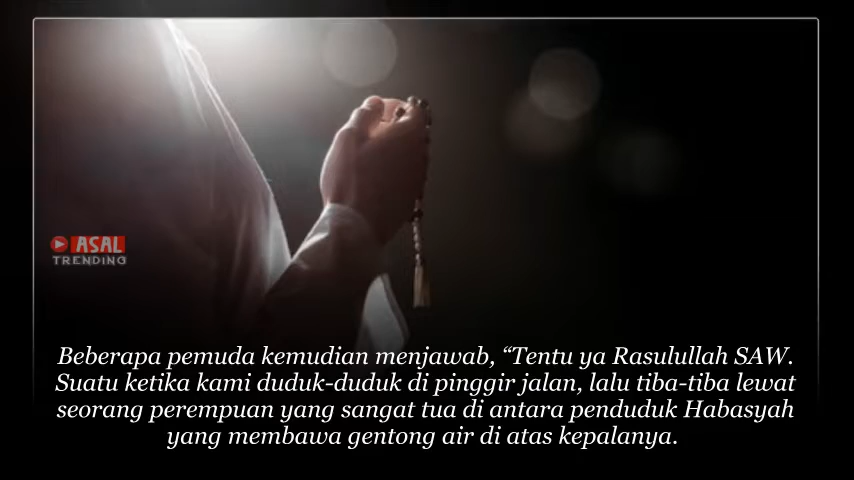 ASAL
TRENDING
Beberapa pemuda kemudian menjawab, “Tentu ya Rasulullah SAW.
Suatu ketika kami duduk-duduk di pinggir jalan, lalu tiba-tiba lewat
seorang perempuan yang sangat tua di antara penduduk Habasyah
yang membawa gentong air di atas kepalanya.